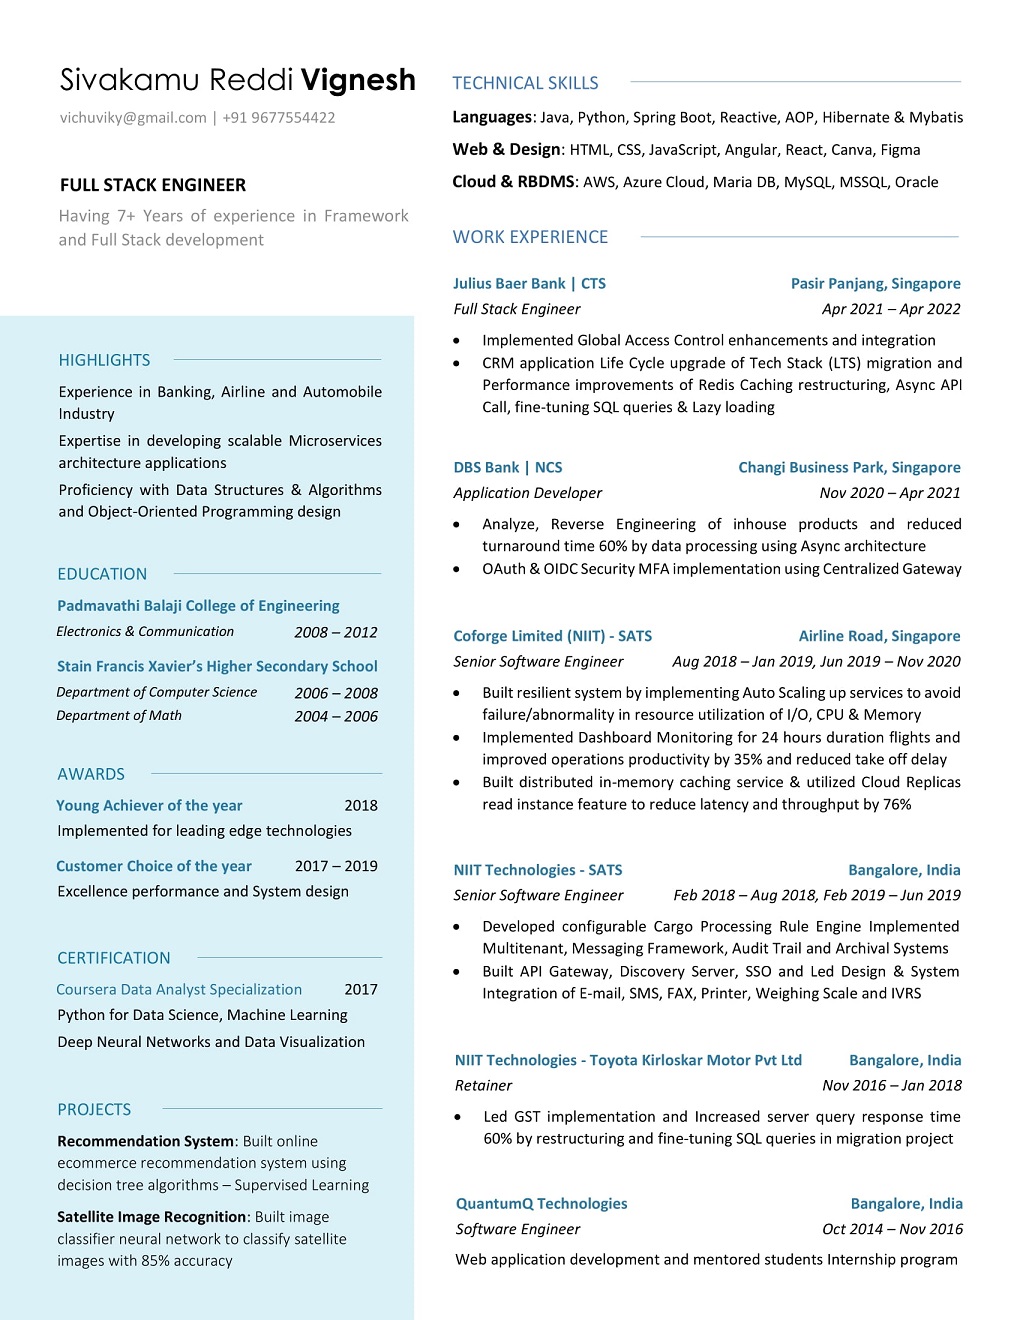 Sivakamu Reddi Vignesh
vichuviky@gmail.com | +91 9677554422
FULL STACK ENGINEER
Having 7+ Years of experience in Framework
and Full Stack development
HIGHLIGHTS
Experience in Banking, Airline and Automobile
Industry
Expertise in developing scalable Microservices
architecture applications
Proficiency with Data Structures & Algorithms
and Object-Oriented Programming design
EDUCATION
Padmavathi Balaji College of Engineering
Electronics & Communication 2008 – 2012
Stain Francis Xavier’s Higher Secondary School
Department of Computer Science 2006 – 2008
Department of Math 2004 – 2006
AWARDS
Young Achiever of the year 2018
Implemented for leading edge technologies
Customer Choice of the year 2017 – 2019
Excellence performance and System design
CERTIFICATION
Coursera Data Analyst Specialization 2017
Python for Data Science, Machine Learning
Deep Neural Networks and Data Visualization
PROJECTS
Recommendation System: Built online
ecommerce recommendation system using
decision tree algorithms – Supervised Learning
Satellite Image Recognition: Built image
classifier neural network to classify satellite
images with 85% accuracy
TECHNICAL SKILLS
Languages: Java, Python, Spring Boot, Reactive, AOP, Hibernate & Mybatis
Web & Design: HTML, CSS, JavaScript, Angular, React, Canva, Figma
Cloud & RBDMS: AWS, Azure Cloud, Maria DB, MySQL, MSSQL, Oracle
WORK EXPERIENCE
Julius Baer Bank | CTS Pasir Panjang, Singapore
Full Stack Engineer Apr 2021 – Apr 2022
• Implemented Global Access Control enhancements and integration
• CRM application Life Cycle upgrade of Tech Stack (LTS) migration and
Performance improvements of Redis Caching restructuring, Async API
Call, fine-tuning SQL queries & Lazy loading
DBS Bank | NCS Changi Business Park, Singapore
Application Developer Nov 2020 – Apr 2021
• Analyze, Reverse Engineering of inhouse products and reduced
turnaround time 60% by data processing using Async architecture
• OAuth & OIDC Security MFA implementation using Centralized Gateway
Coforge Limited (NIIT) - SATS Airline Road, Singapore
Senior Software Engineer Aug 2018 – Jan 2019, Jun 2019 – Nov 2020
• Built resilient system by implementing Auto Scaling up services to avoid
failure/abnormality in resource utilization of I/O, CPU & Memory
• Implemented Dashboard Monitoring for 24 hours duration flights and
improved operations productivity by 35% and reduced take off delay
• Built distributed in-memory caching service & utilized Cloud Replicas
read instance feature to reduce latency and throughput by 76%
NIIT Technologies - SATS Bangalore, India
Senior Software Engineer Feb 2018 – Aug 2018, Feb 2019 – Jun 2019
• Developed configurable Cargo Processing Rule Engine Implemented
Multitenant, Messaging Framework, Audit Trail and Archival Systems
• Built API Gateway, Discovery Server, SSO and Led Design & System
Integration of E-mail, SMS, FAX, Printer, Weighing Scale and IVRS
NIIT Technologies - Toyota Kirloskar Motor Pvt Ltd Bangalore, India
Retainer Nov 2016 – Jan 2018
• Led GST implementation and Increased server query response time
60% by restructuring and fine-tuning SQL queries in migration project
QuantumQ Technologies Bangalore, India
Software Engineer Oct 2014 – Nov 2016
Web application development and mentored students Internship program